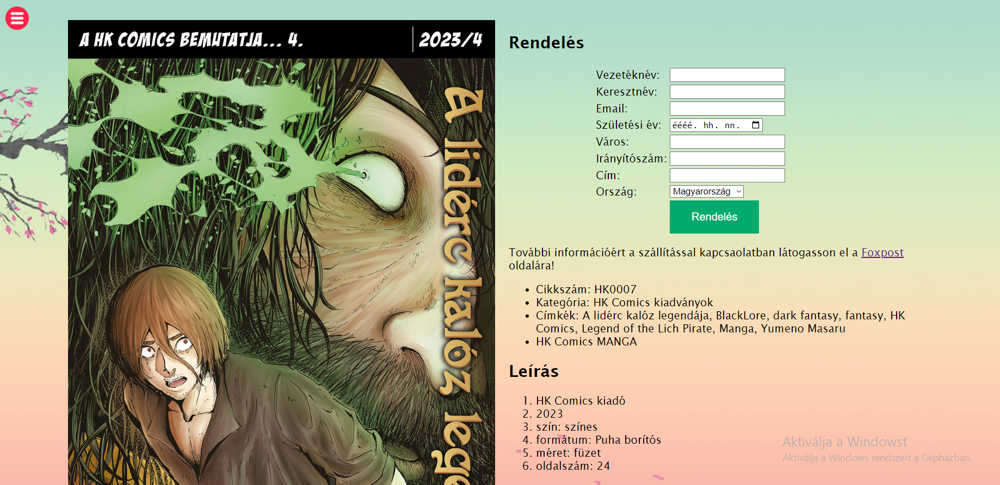 A HK COMICS BEMUTATJA... 4.
2023/4
A lidérc kalóz lege
Rendelés
Vezetéknév:
Keresztnév:
Email:
Születési év:
éééé. hh. nn.
Város:
Irányítószám:
Cím:
Ország:
Magyarország
Rendelés
További információért a szállítással kapcsaolatban látogasson el a Foxpost
oldalára!
• Cikkszám: HK0007
• Kategória: HK Comics kiadványok
• Címkék: A lidérc kalóz legendája, BlackLore, dark fantasy, fantasy, HK
Comics, Legend of the Lich Pirate, Manga, Yumeno Masaru
• HK Comics MANGA
Leírás
1. HK Comics kiadó
2. 2023
3. szín: színes
4. formátum: Puha borítós
5. méret: füzet
6. oldalszám: 24
Aktiválja a Windowst
Aktiválja a Windows rendszert a Gépházban.